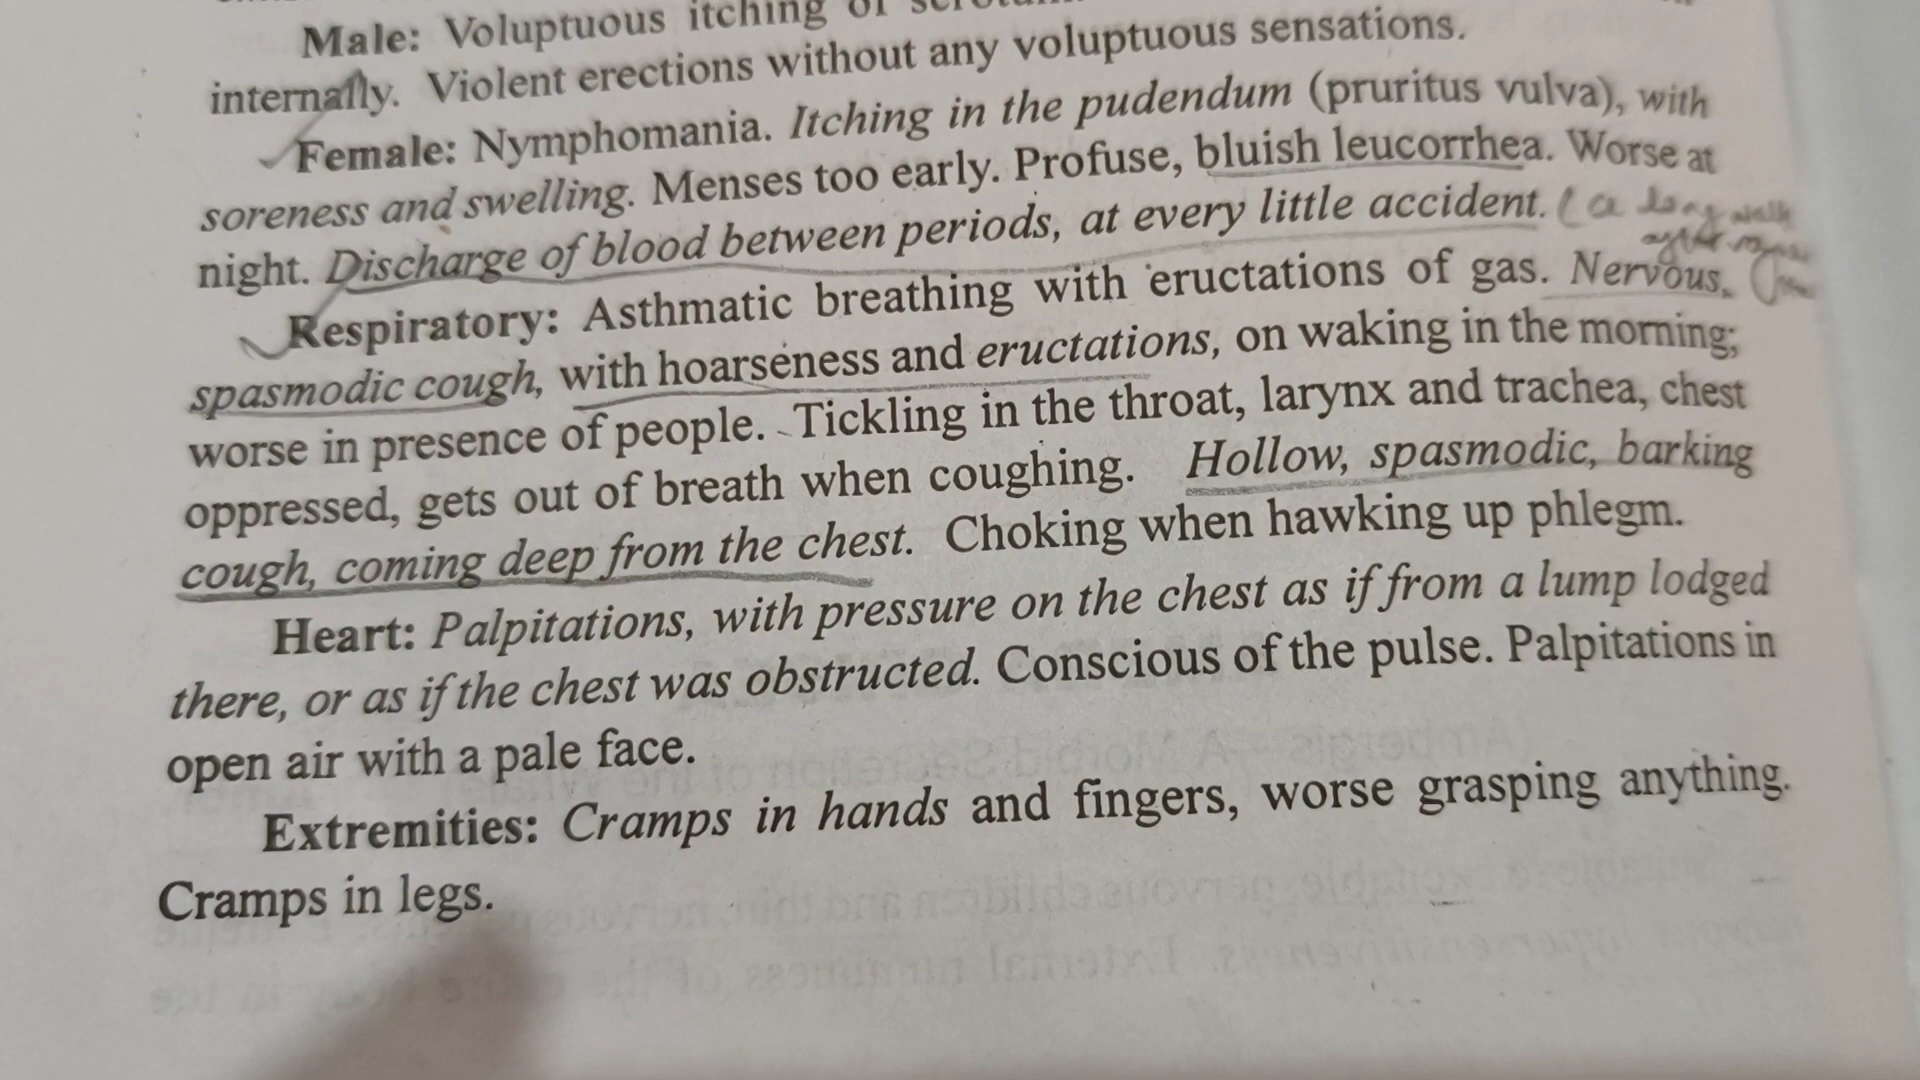 Male: Voluptuous itching of
internally. Violent erections without any voluptuous sensations.
Female: Nymphomania. Itching in the pudendum (pruritus vulva), with
soreness and swelling. Menses too early. Profuse, bluish leucorrhea. Worse at
night. Discharge of blood between periods, at every little accident. (a long walk
after
Respiratory: Asthmatic breathing with eructations of gas. Nervous,
spasmodic cough, with hoarseness and eructations, on waking in the morning;
worse in presence of people. Tickling in the throat, larynx and trachea, chest
oppressed, gets out of breath when coughing. Hollow, spasmodic, barking
cough, coming deep from the chest. Choking when hawking up phlegm.
Heart: Palpitations, with pressure on the chest as if from a lump lodged
there, or as if the chest was obstructed. Conscious of the pulse. Palpitations in
open air with a pale face.
Extremities: Cramps in hands and fingers, worse grasping anything.
Cramps in legs.